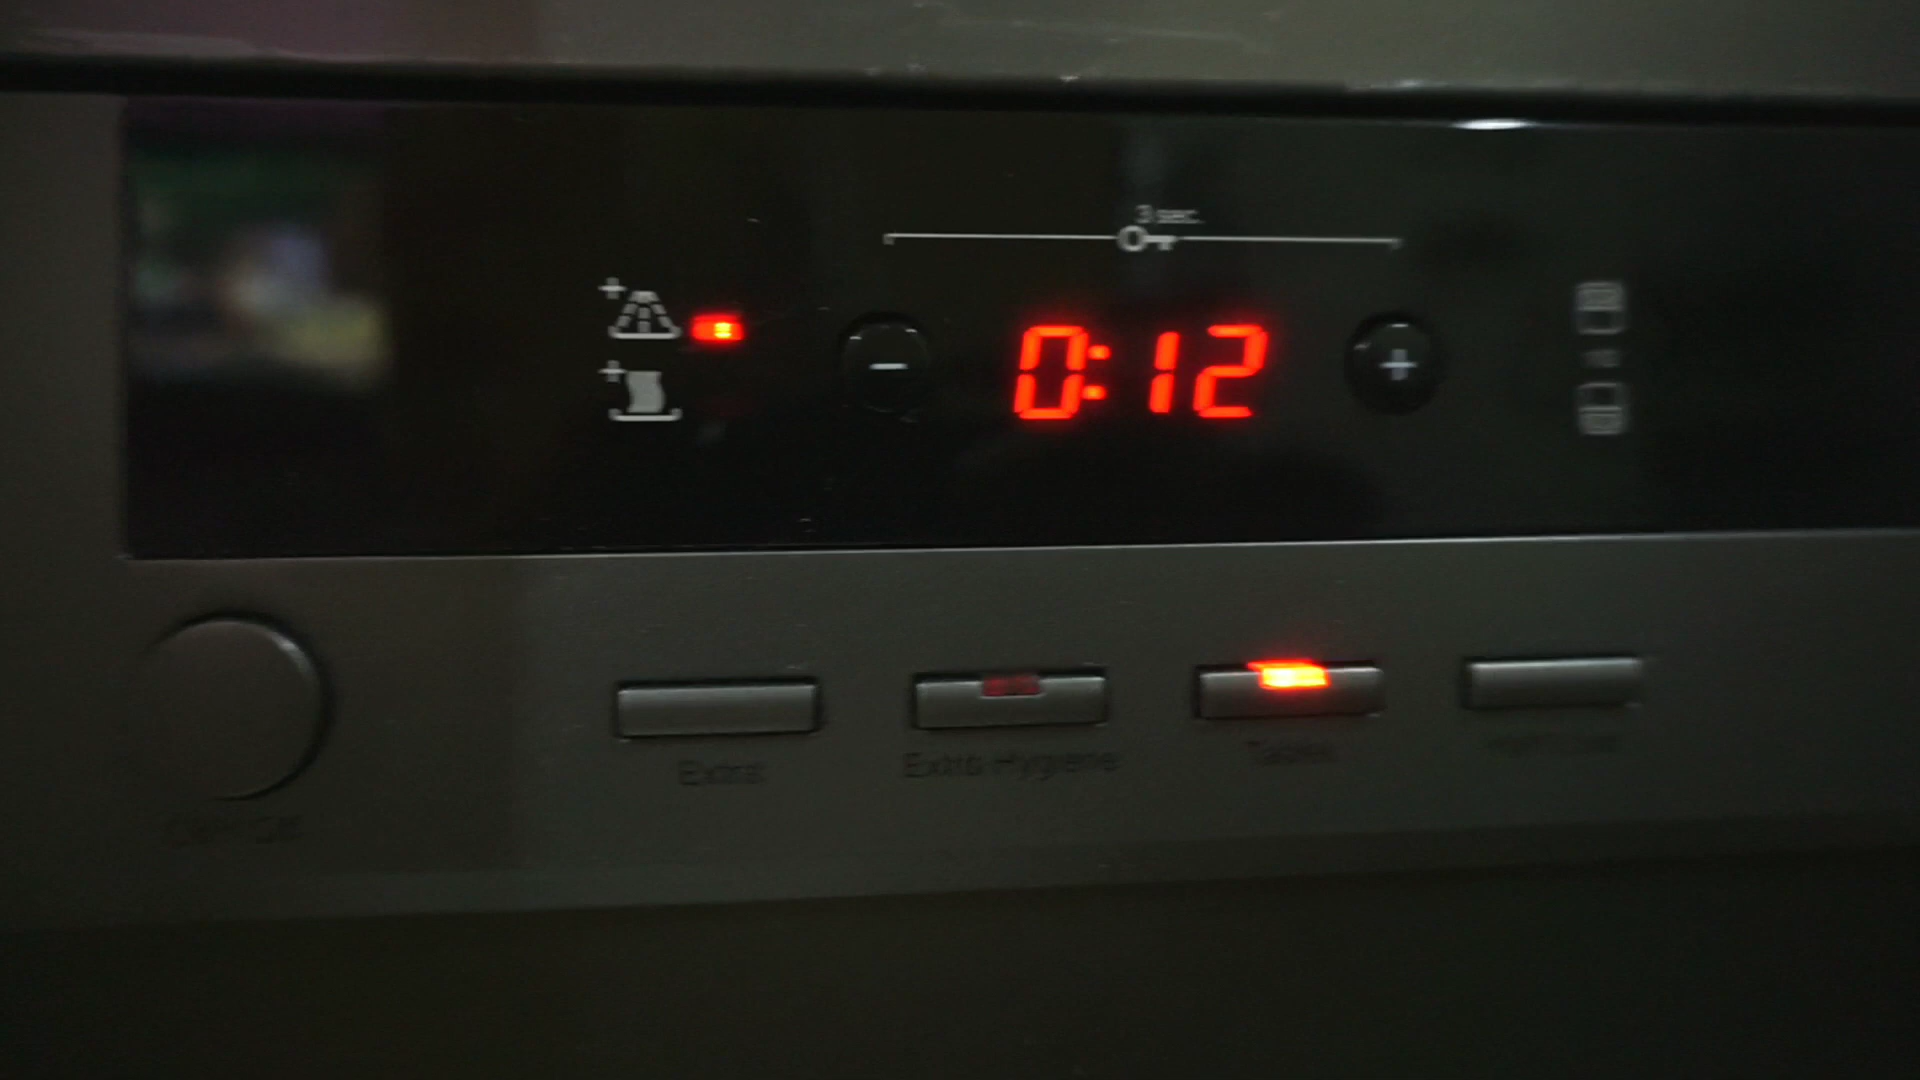 3 sec.
- 0:12 +
Extra
Extra Hygiene
Tablet